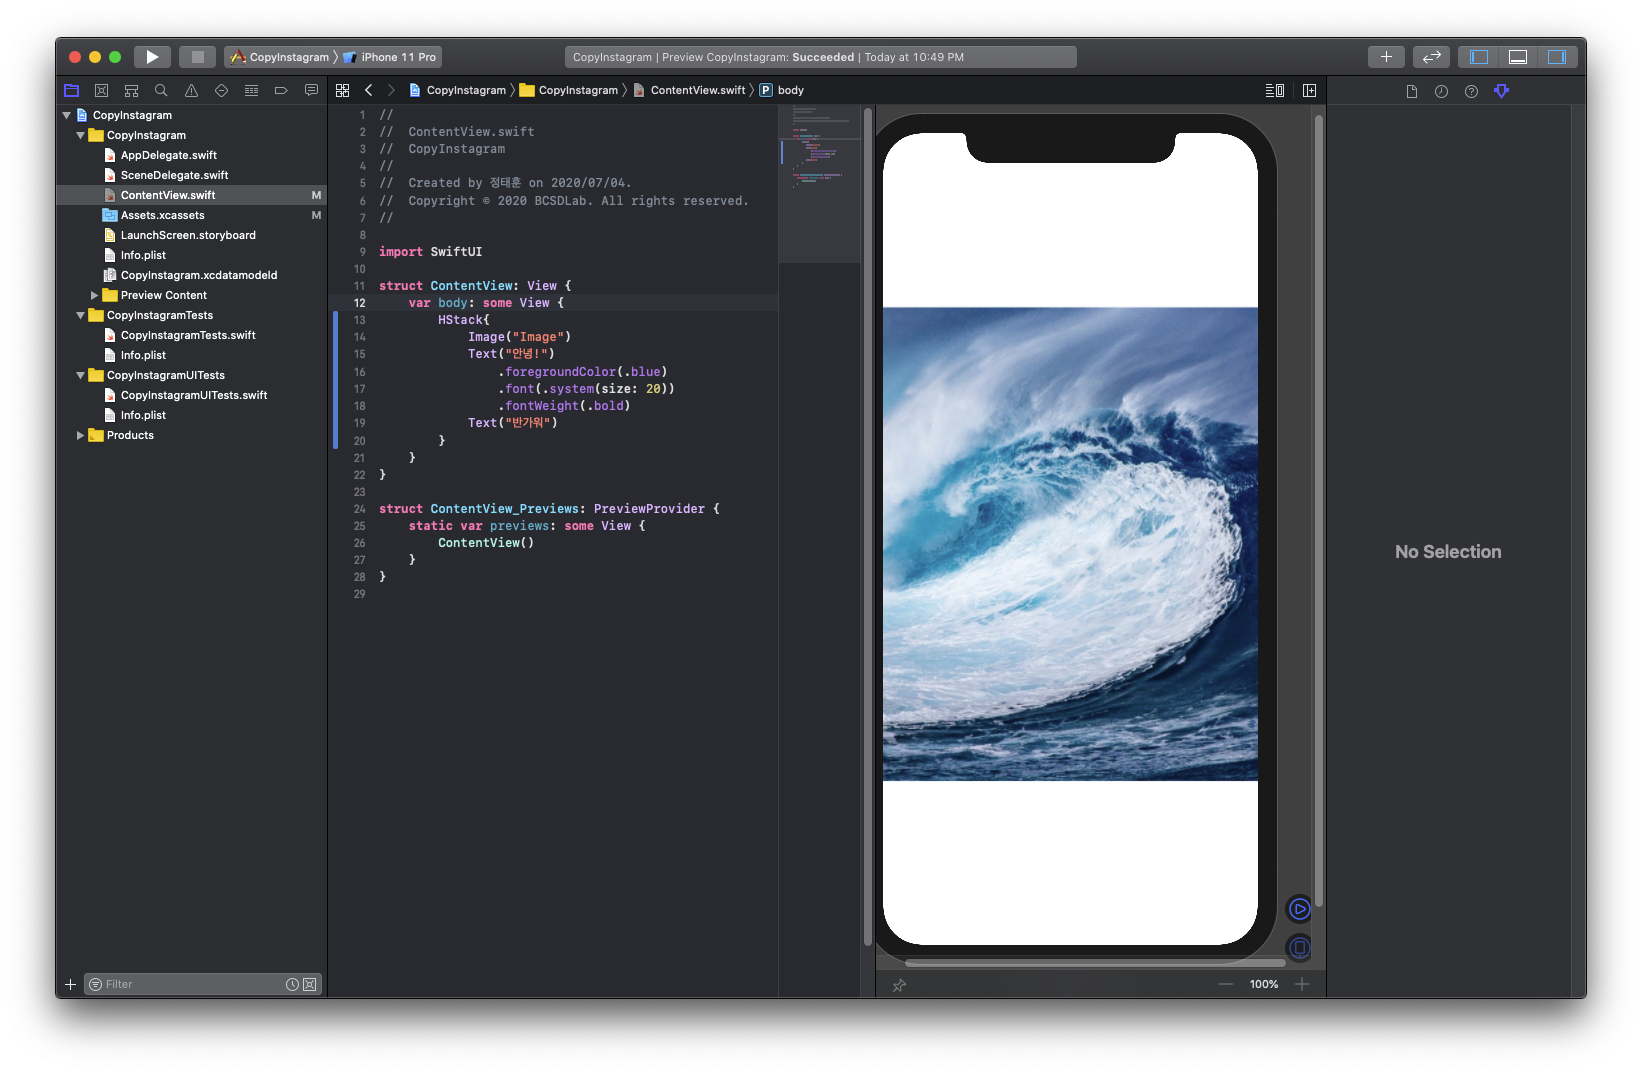 CopyInstagram 〉 iPhone 11 Pro
CopyInstagram | Preview CopyInstagram: Succeeded | Today at 10:49 PM
CopyInstagram 〉 CopyInstagram 〉 ContentView.swift 〉 P body
CopyInstagram
CopyInstagram
AppDelegate.swift
SceneDelegate.swift
ContentView.swift M
Assets.xcassets M
LaunchScreen.storyboard
Info.plist
CopyInstagram.xcdatamodeld
Preview Content
CopyInstagramTests
CopyInstagramTests.swift
Info.plist
CopyInstagramUITests
CopyInstagramUITests.swift
Info.plist
Products
Filter
1 //
2 //  ContentView.swift
3 //  CopyInstagram
4 //
5 //  Created by 정태훈 on 2020/07/04.
6 //  Copyright © 2020 BCSDLab. All rights reserved.
7 //
8
9 import SwiftUI
10
11 struct ContentView: View {
12     var body: some View {
13         HStack{
14             Image("Image")
15             Text("안녕!")
16                 .foregroundColor(.blue)
17                 .font(.system(size: 20))
18                 .fontWeight(.bold)
19             Text("반가워")
20         }
21     }
22 }
23
24 struct ContentView_Previews: PreviewProvider {
25     static var previews: some View {
26         ContentView()
27     }
28 }
29
100%
No Selection